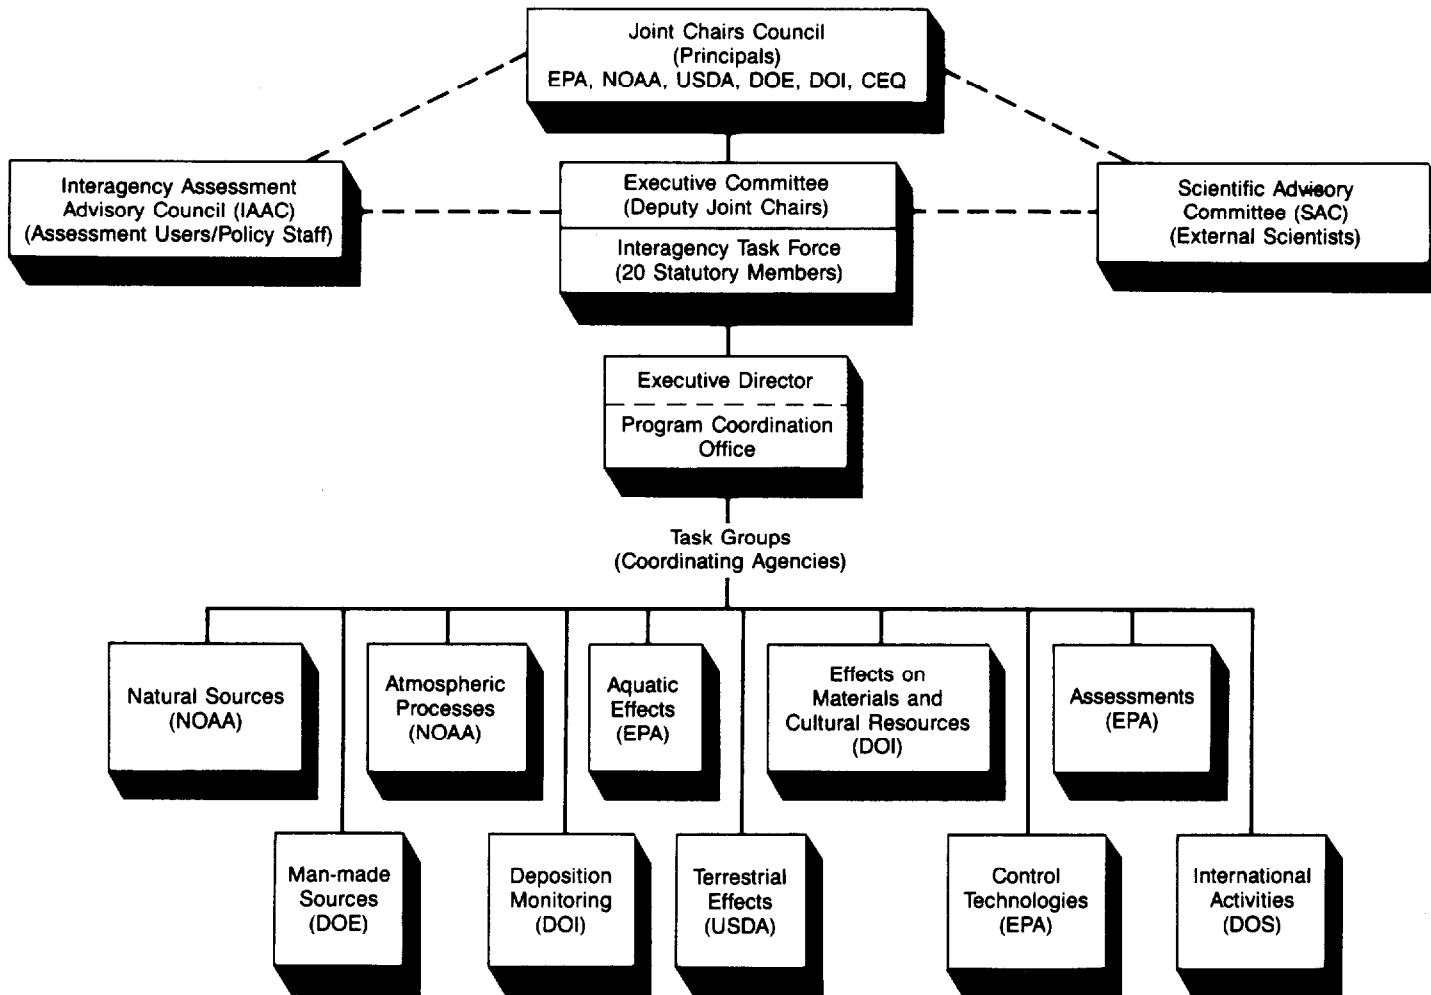 Joint Chairs Council
(Principals)
EPA, NOAA, USDA, DOE, DOI, CEQ
Interagency Assessment
Advisory Council (IAAC)
(Assessment Users/Policy Staff)
Executive Committee
(Deputy Joint Chairs)
Interagency Task Force
(20 Statutory Members)
Scientific Advisory
Committee (SAC)
(External Scientists)
Executive Director
Program Coordination
Office
Task Groups
(Coordinating Agencies)
Natural Sources
(NOAA)
Atmospheric
Processes
(NOAA)
Aquatic
Effects
(EPA)
Effects on
Materials and
Cultural Resources
(DOI)
Assessments
(EPA)
Man-made
Sources
(DOE)
Deposition
Monitoring
(DOI)
Terrestrial
Effects
(USDA)
Control
Technologies
(EPA)
International
Activities
(DOS)